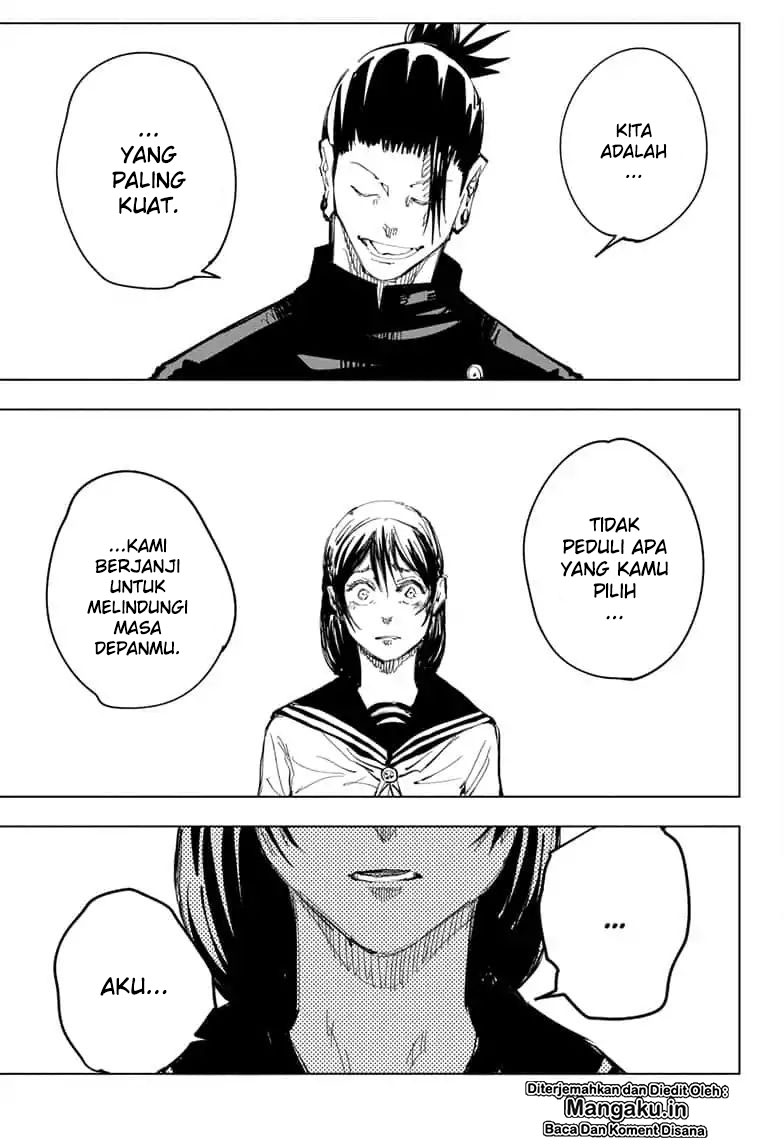 KITA
ADALAH
...
...
YANG
PALING
KUAT.
TIDAK
PEDULI APA
YANG KAMU
PILIH
...
...KAMI
BERJANJI
UNTUK
MELINDUNGI
MASA
DEPANMU.
...
AKU...
Diterjemahkan dan Diedit Oleh :
Mangaku.in
Baca Dan Koment Disana